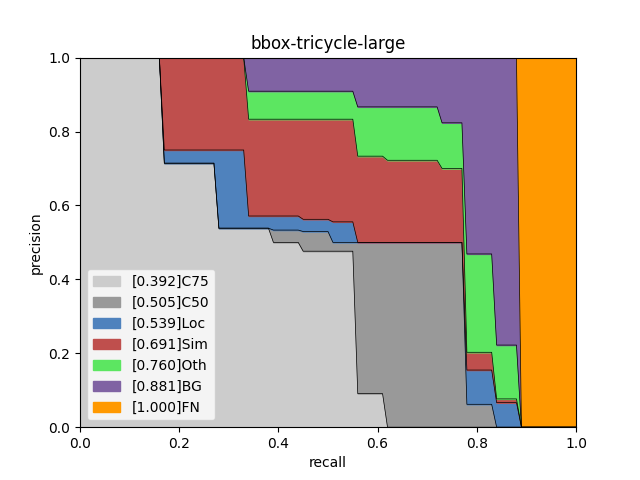 bbox-tricycle-large
1.0
0.8
0.6
0.4
0.2
0.0
precision
[0.392]C75
[0.505]C50
[0.539]Loc
[0.691]Sim
[0.760]Oth
[0.881]BG
[1.000]FN
0.0 0.2 0.4 0.6 0.8 1.0
recall